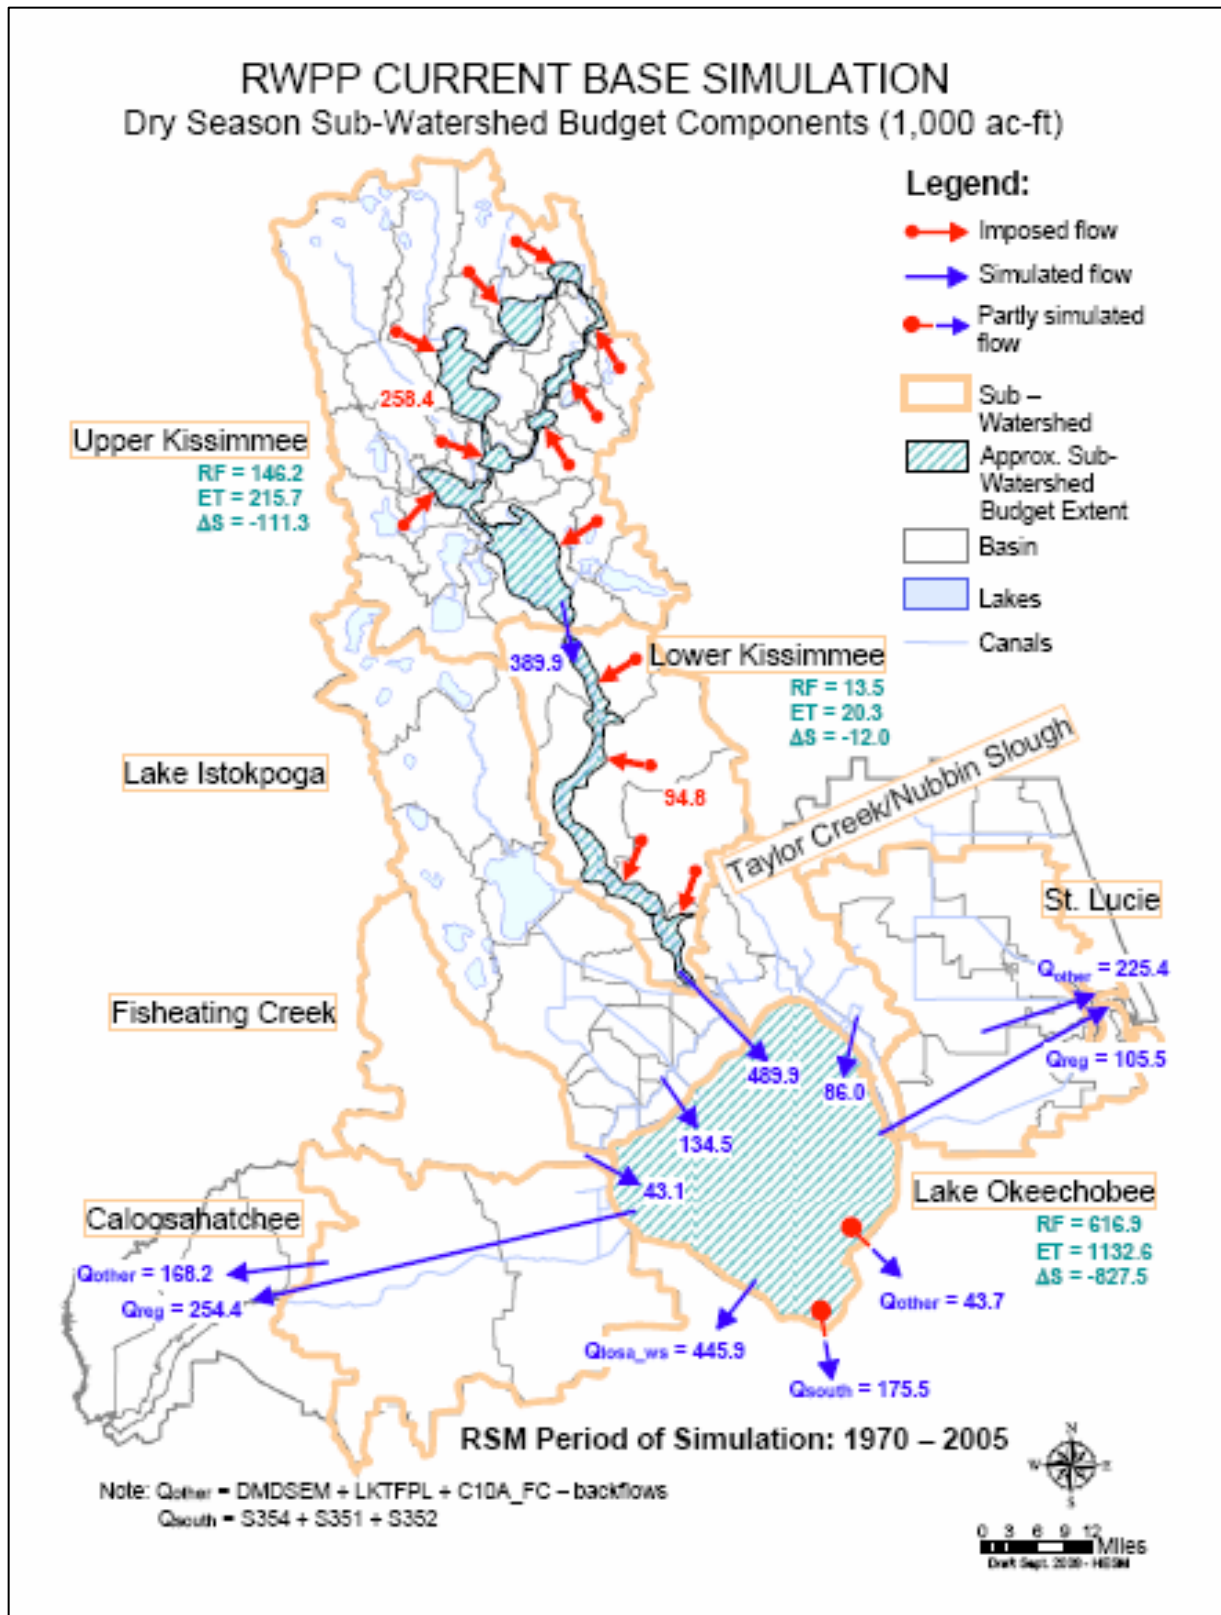 RWPP CURRENT BASE SIMULATION
Dry Season Sub-Watershed Budget Components (1,000 ac-ft)
Legend:
Imposed flow
Simulated flow
Partly simulated
flow
Sub –
Watershed
Approx. Sub-
Watershed
Budget Extent
Basin
Lakes
Canals
258.4
Upper Kissimmee
RF = 146.2
ET = 215.7
ΔS = -111.3
389.9
Lower Kissimmee
RF = 13.5
ET = 20.3
ΔS = -12.0
94.8
Lake Istokpoga
Taylor Creek/Nubbin Slough
St. Lucie
Qother = 225.4
Qreg = 105.5
Fisheating Creek
489.9
86.0
134.5
43.1
Lake Okeechobee
RF = 616.9
ET = 1132.6
ΔS = -827.5
Caloosahatchee
Qother = 168.2
Qreg = 254.4
Qother = 43.7
Qlosa_ws = 445.9
Qsouth = 175.5
RSM Period of Simulation: 1970 – 2005
Note: Qother = DMDSEM + LKTFPL + C10A_FC – backflows
Qsouth = S354 + S351 + S352
N
W E
S
0 3 6 9 12
Miles
Draft Sept. 2008 - HESM